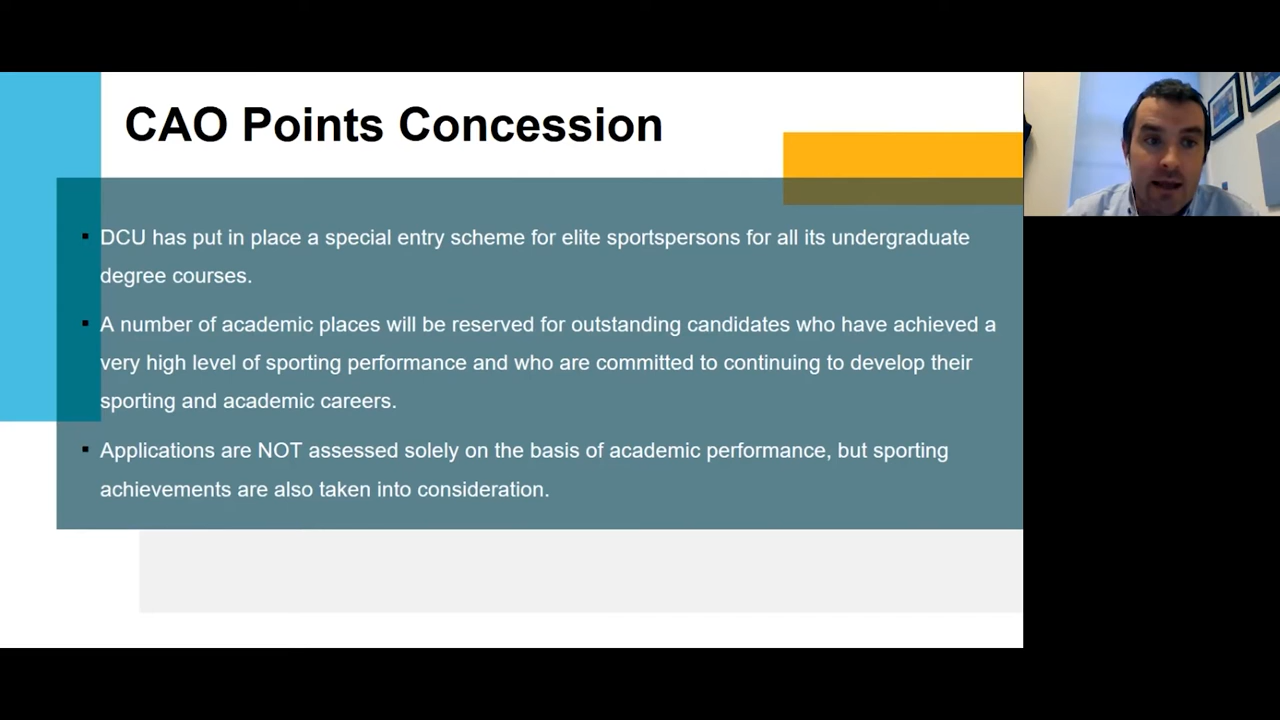 CAO Points Concession
DCU has put in place a special entry scheme for elite sportspersons for all its undergraduate
degree courses.
A number of academic places will be reserved for outstanding candidates who have achieved a
very high level of sporting performance and who are committed to continuing to develop their
sporting and academic careers.
Applications are NOT assessed solely on the basis of academic performance, but sporting
achievements are also taken into consideration.